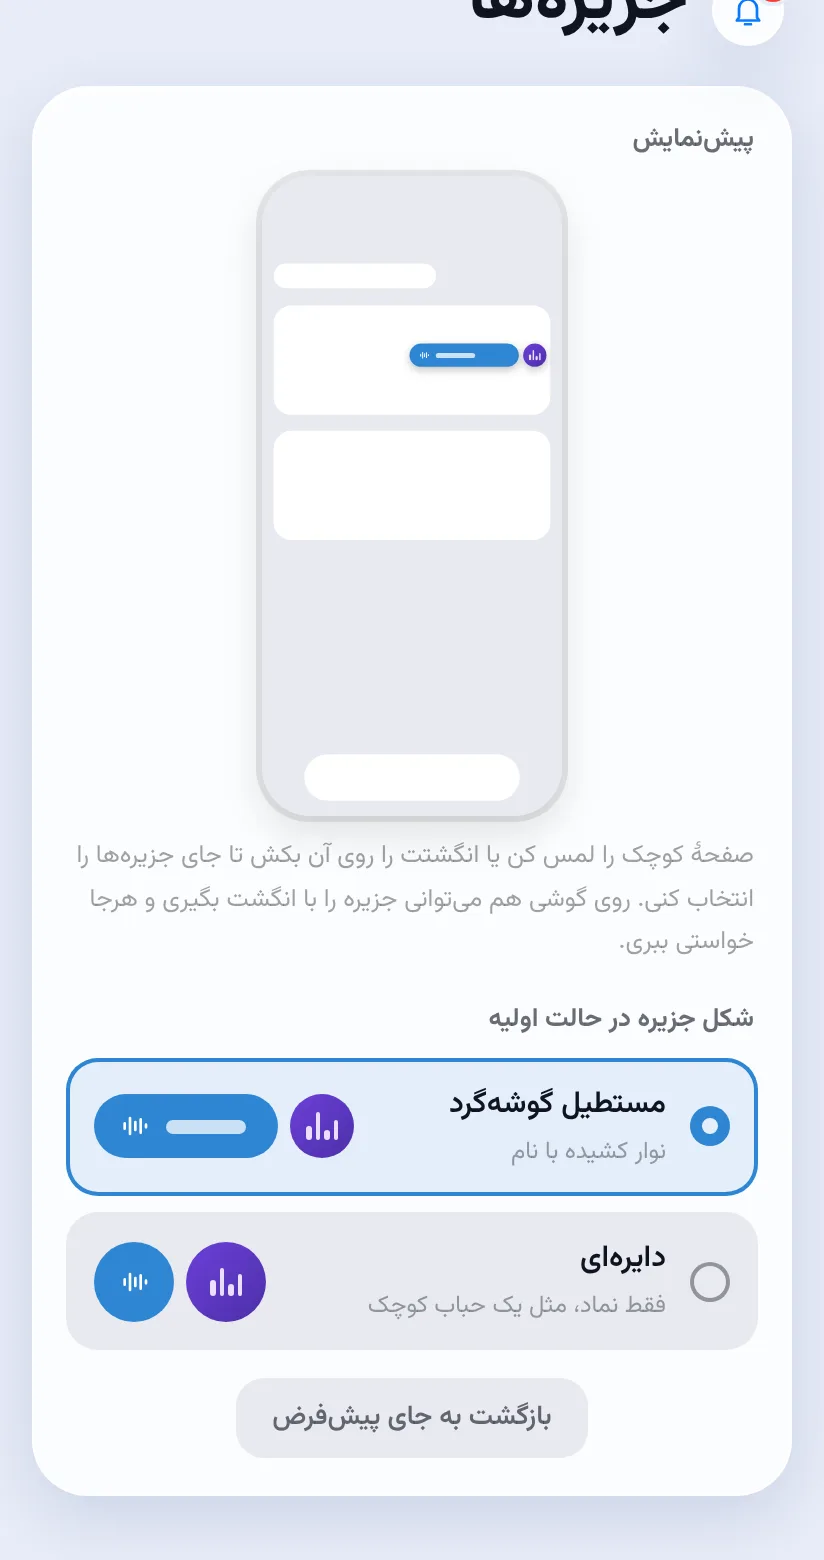 جزیره‌ها
پیش‌نمایش
صفحهٔ کوچک را لمس کن یا انگشتت را روی آن بکش تا جای جزیره‌ها را
انتخاب کنی. روی گوشی هم می‌توانی جزیره را با انگشت بگیری و هرجا
خواستی ببری.
شکل جزیره در حالت اولیه
مستطیل گوشه‌گرد
نوار کشیده با نام
دایره‌ای
فقط نماد، مثل یک حباب کوچک
بازگشت به جای پیش‌فرض